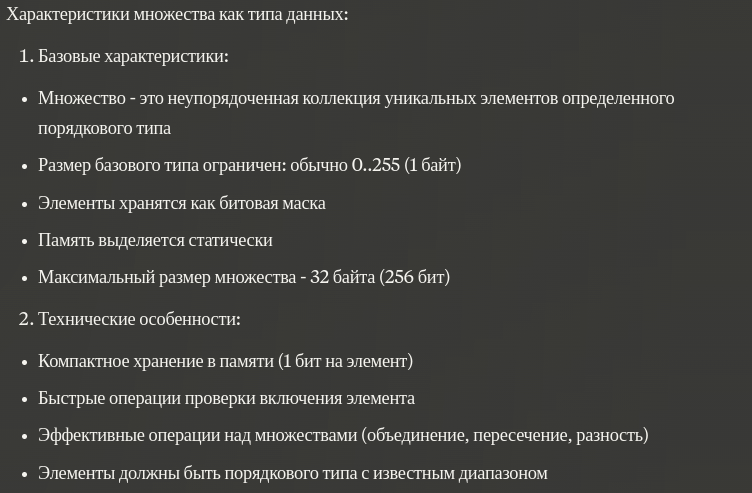 Характеристики множества как типа данных:
1. Базовые характеристики:
• Множество - это неупорядоченная коллекция уникальных элементов определенного
порядкового типа
• Размер базового типа ограничен: обычно 0..255 (1 байт)
• Элементы хранятся как битовая маска
• Память выделяется статически
• Максимальный размер множества - 32 байта (256 бит)
2. Технические особенности:
• Компактное хранение в памяти (1 бит на элемент)
• Быстрые операции проверки включения элемента
• Эффективные операции над множествами (объединение, пересечение, разность)
• Элементы должны быть порядкового типа с известным диапазоном